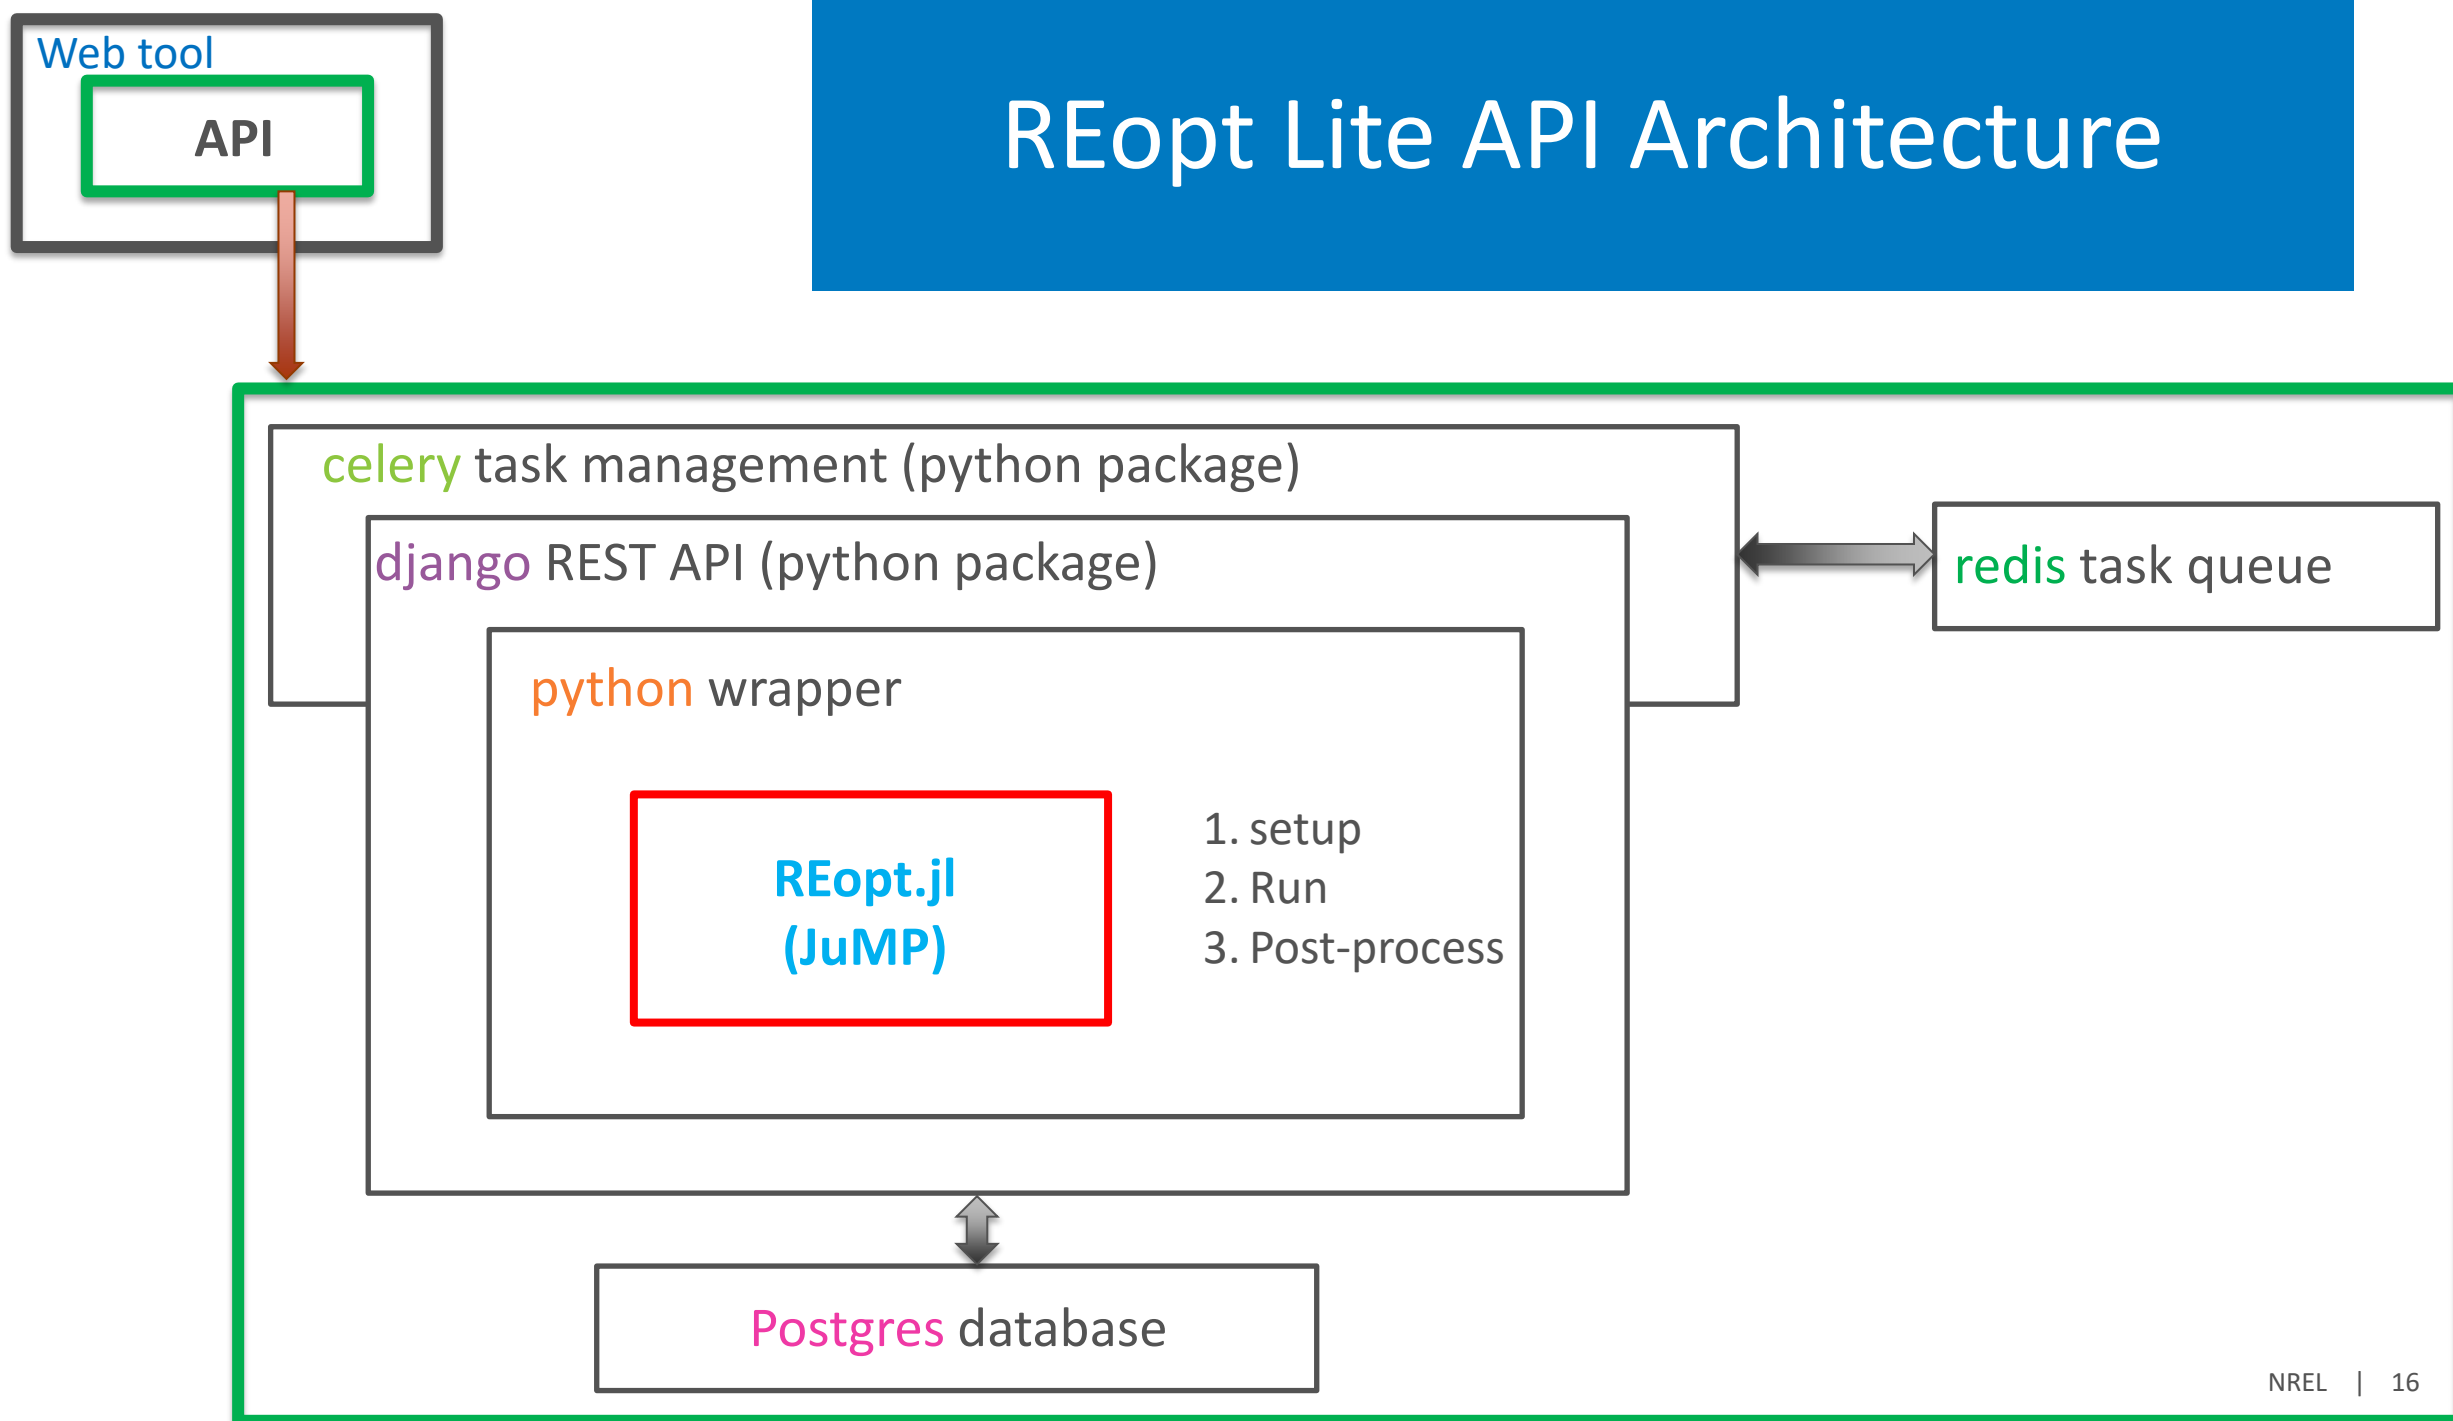 Web tool
API
REopt Lite API Architecture
celery task management (python package)
django REST API (python package)
redis task queue
python wrapper
REopt.jl
(JuMP)
1. setup
2. Run
3. Post-process
Postgres database
NREL | 16